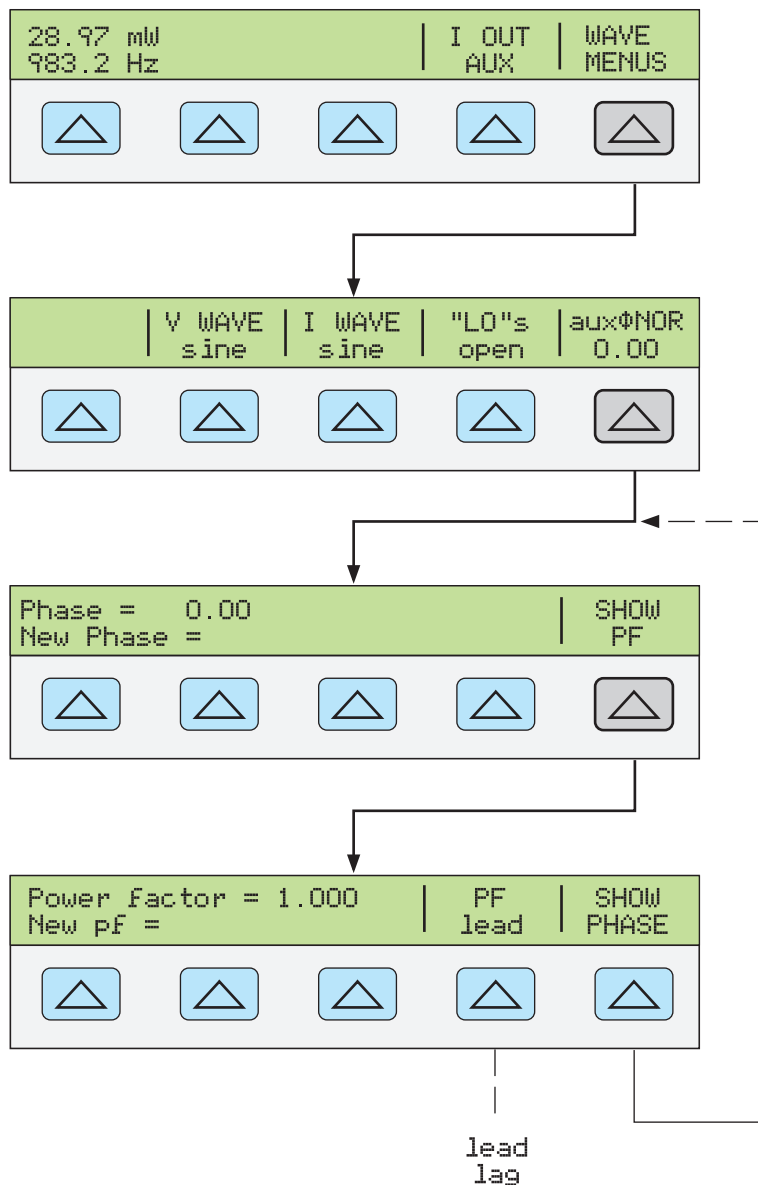 28.97 mW
983.2 Hz
I OUT
AUX
WAVE
MENUS
V WAVE
sine
I WAVE
sine
"LO"s
open
auxΦNOR
0.00
Phase = 0.00
New Phase =
SHOW
PF
Power factor = 1.000
New pf =
PF
lead
SHOW
PHASE
lead
lag